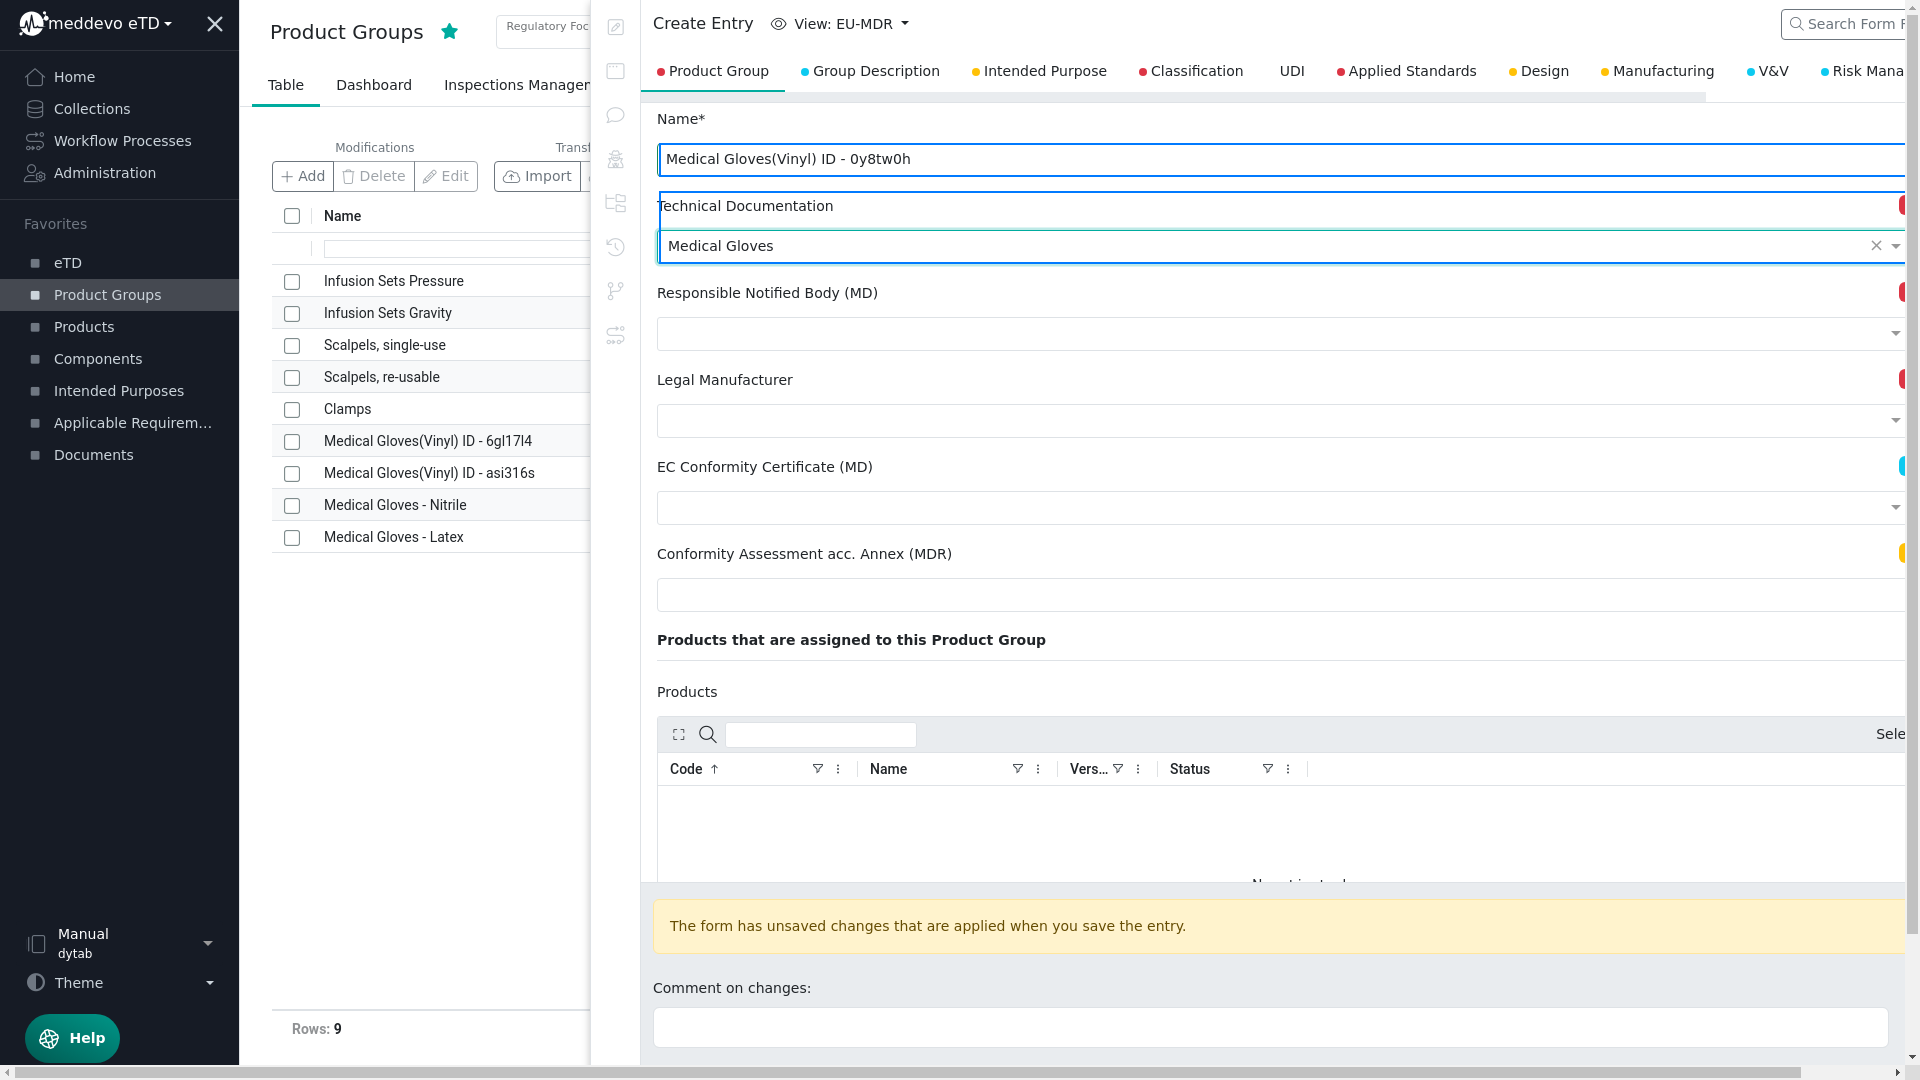 meddevo eTD
Home
Collections
Workflow Processes
Administration
Favorites
eTD
Product Groups
Products
Components
Intended Purposes
Applicable Requirem...
Documents
Manual
dytab
Theme
Help
Product Groups
Regulatory Foc
Table
Dashboard
Inspections Manager
Modifications
Transf
Add
Delete
Edit
Import
Name
Infusion Sets Pressure
Infusion Sets Gravity
Scalpels, single-use
Scalpels, re-usable
Clamps
Medical Gloves(Vinyl) ID - 6gl17l4
Medical Gloves(Vinyl) ID - asi316s
Medical Gloves - Nitrile
Medical Gloves - Latex
Rows: 9
Create Entry
View: EU-MDR
Search Form F
Product Group
Group Description
Intended Purpose
Classification
UDI
Applied Standards
Design
Manufacturing
V&V
Risk Mana
Name*
Medical Gloves(Vinyl) ID - 0y8tw0h
Technical Documentation
Medical Gloves
Responsible Notified Body (MD)
Legal Manufacturer
EC Conformity Certificate (MD)
Conformity Assessment acc. Annex (MDR)
Products that are assigned to this Product Group
Products
Sele
Code
Name
Vers...
Status
The form has unsaved changes that are applied when you save the entry.
Comment on changes: